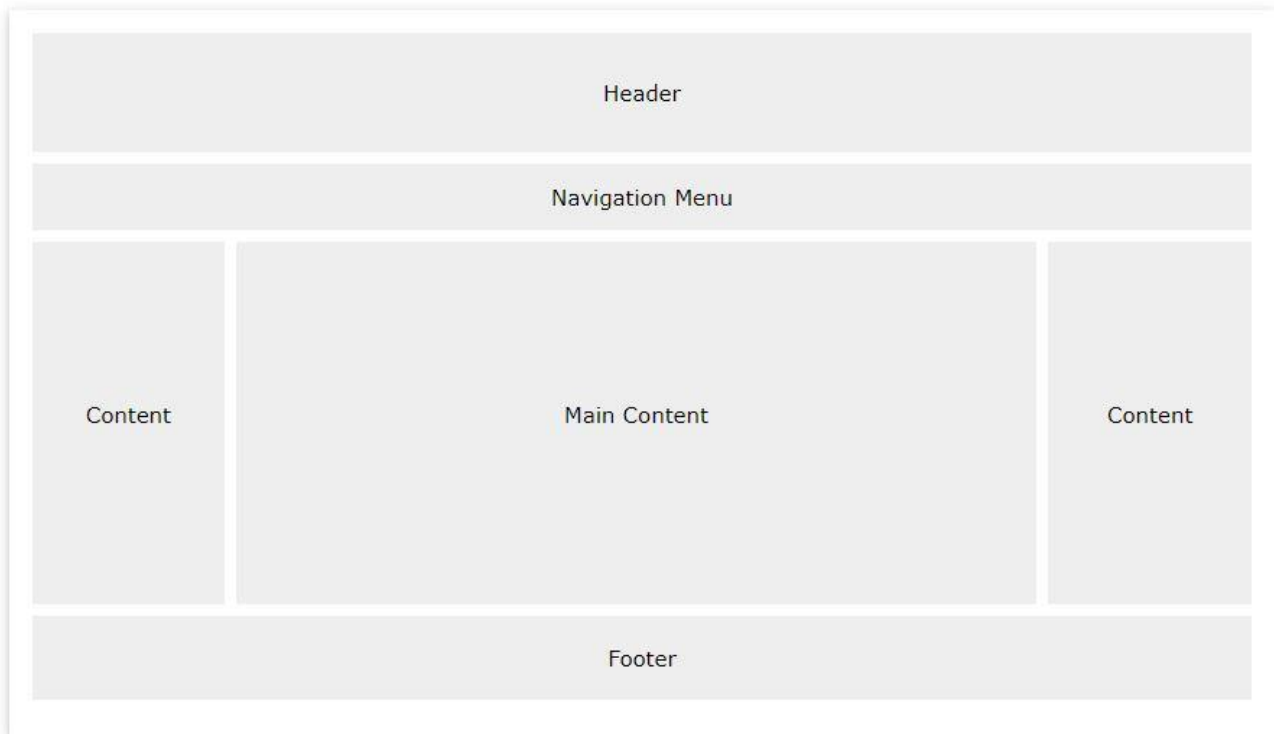 Header
Navigation Menu
Content
Main Content
Content
Footer